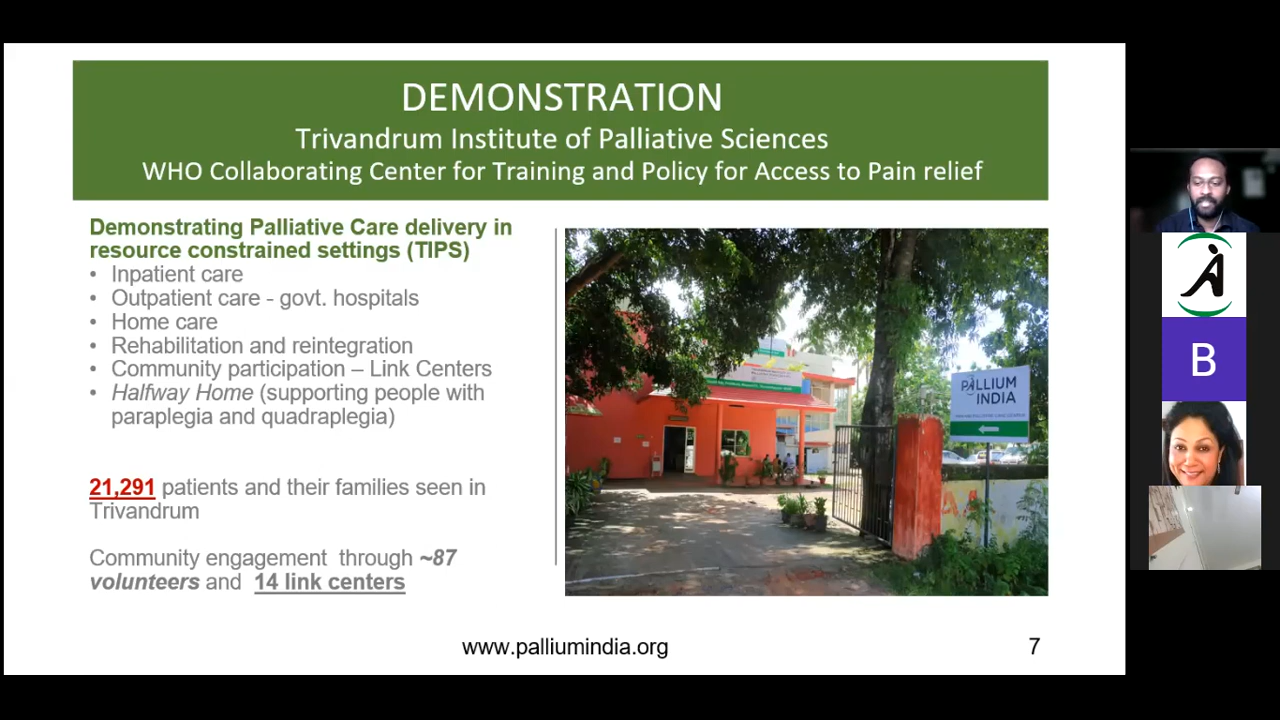 DEMONSTRATION
Trivandrum Institute of Palliative Sciences
WHO Collaborating Center for Training and Policy for Access to Pain relief
Demonstrating Palliative Care delivery in
resource constrained settings (TIPS)
• Inpatient care
• Outpatient care - govt. hospitals
• Home care
• Rehabilitation and reintegration
• Community participation – Link Centers
• Halfway Home (supporting people with
paraplegia and quadraplegia)
21,291 patients and their families seen in
Trivandrum
Community engagement through ~87
volunteers and 14 link centers
PALLIUM
INDIA
www.palliumindia.org
7
B